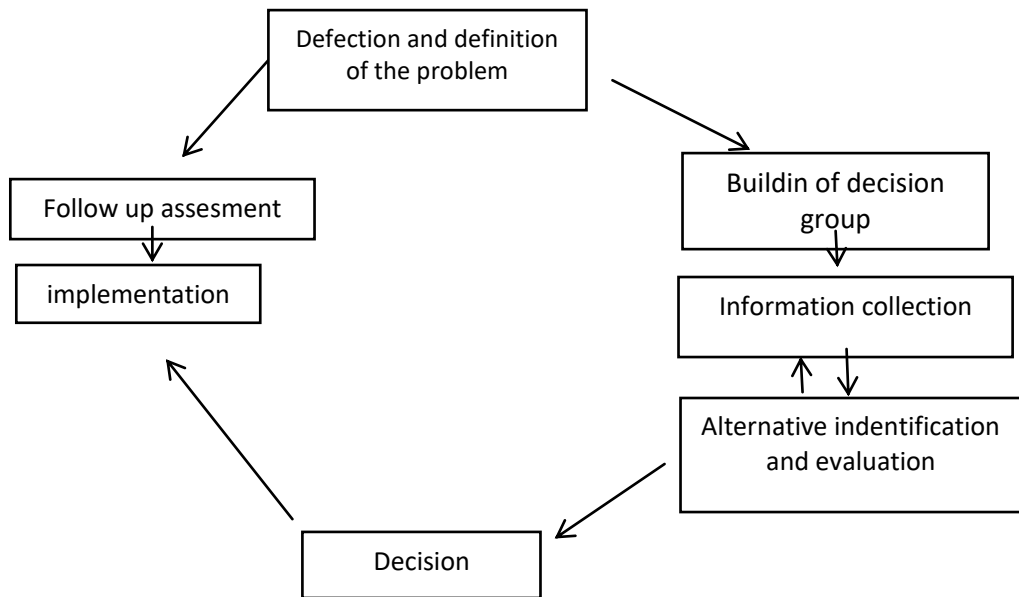 Defection and definition
of the problem
Buildin of decision
group
Follow up assesment
Information collection
implementation
Alternative indentification
and evaluation
Decision